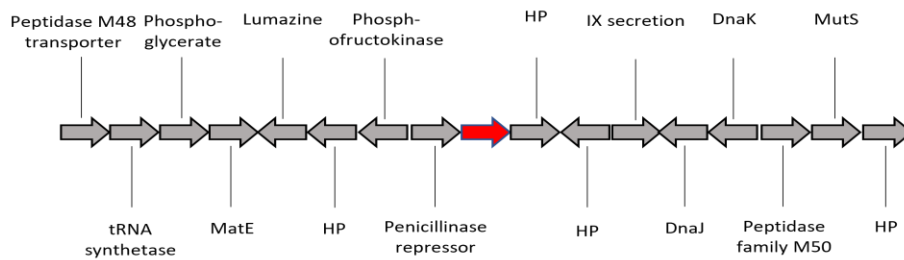 Peptidase M48
transporter
Phospho-
glycerate
Lumazine
Phosph-
ofructokinase
HP
IX secretion
DnaK
MutS
tRNA
synthetase
MatE
HP
Penicillinase
repressor
HP
DnaJ
Peptidase
family M50
HP